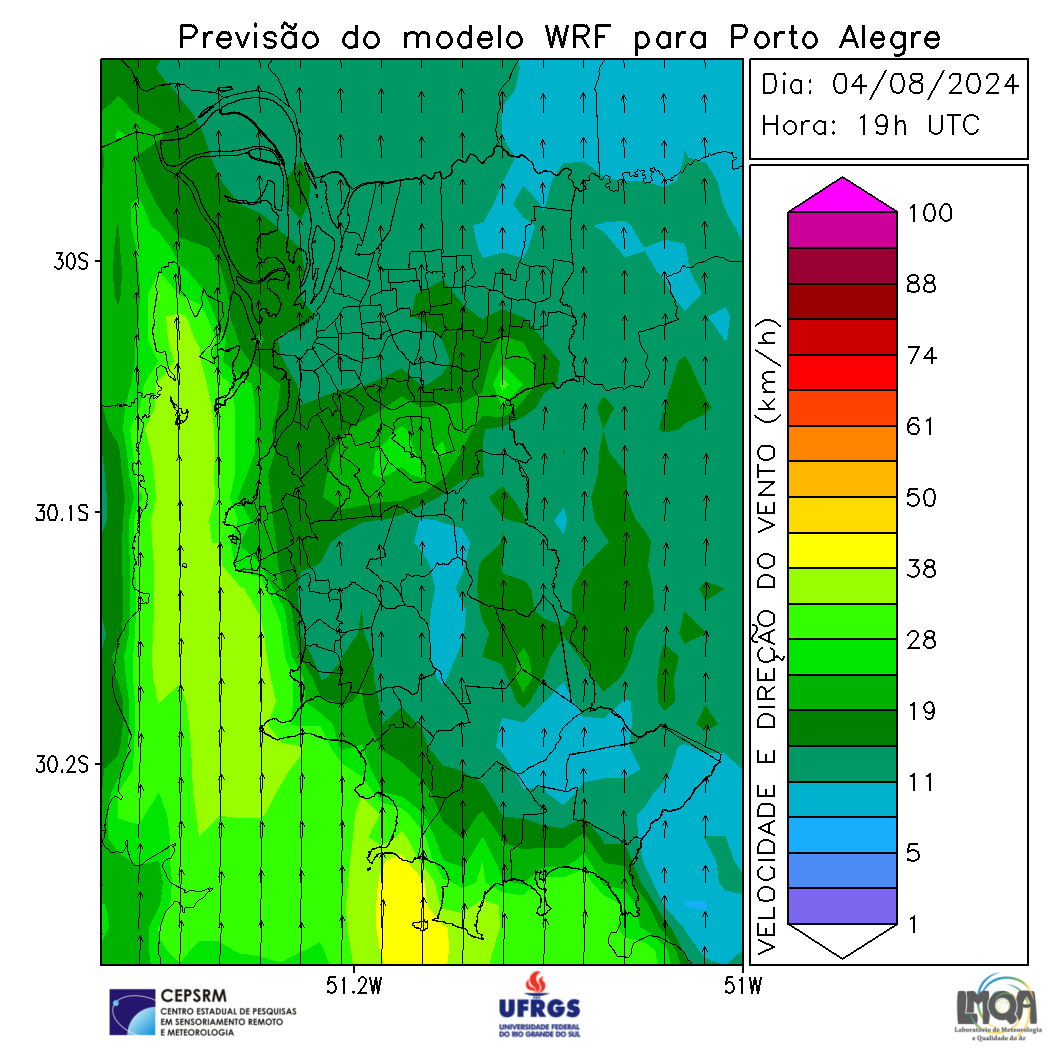 Previsão do modelo WRF para Porto Alegre
Dia: 04/08/2024
Hora: 19h UTC
100
88
74
61
50
38
28
19
11
5
1
VELOCIDADE E DIREÇÃO DO VENTO (km/h)
30S
30.1S
30.2S
51.2W
51W
CEPSRM
CENTRO ESTADUAL DE PESQUISAS
EM SENSORIAMENTO REMOTO
E METEOROLOGIA
UFRGS
UNIVERSIDADE FEDERAL
DO RIO GRANDE DO SUL
LMQA
Laboratório de Meteorologia
e Qualidade do Ar